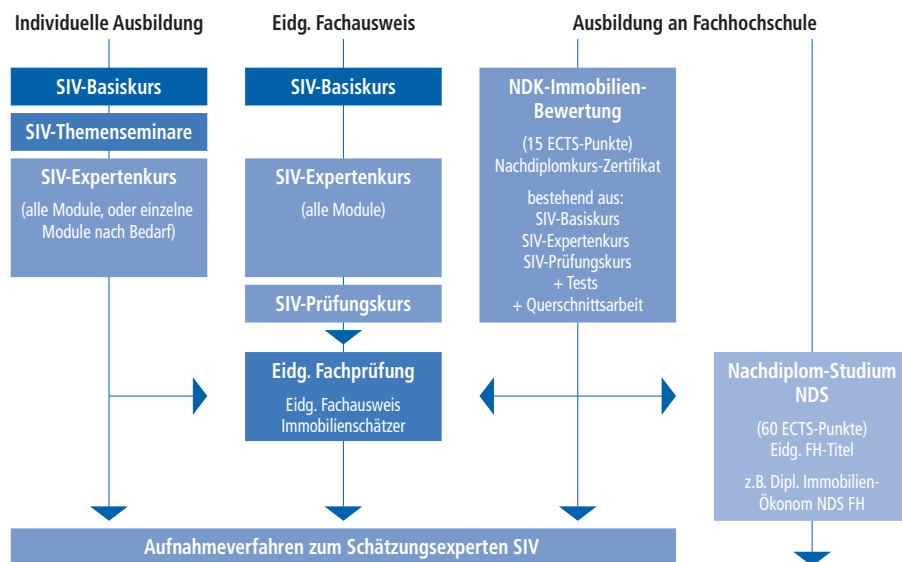 Individuelle Ausbildung
Eidg. Fachausweis
Ausbildung an Fachhochschule
SIV-Basiskurs
SIV-Themenseminare
SIV-Expertenkurs
(alle Module, oder einzelne
Module nach Bedarf)
SIV-Basiskurs
SIV-Expertenkurs
(alle Module)
SIV-Prüfungskurs
Eidg. Fachprüfung
Eidg. Fachausweis
Immobilienschätzer
NDK-Immobilien-
Bewertung
(15 ECTS-Punkte)
Nachdiplomkurs-Zertifikat
bestehend aus:
SIV-Basiskurs
SIV-Expertenkurs
SIV-Prüfungskurs
+ Tests
+ Querschnittsarbeit
Nachdiplom-Studium
NDS
(60 ECTS-Punkte)
Eidg. FH-Titel
z.B. Dipl. Immobilien-
Ökonom NDS FH
Aufnahmeverfahren zum Schätzungsexperten SIV